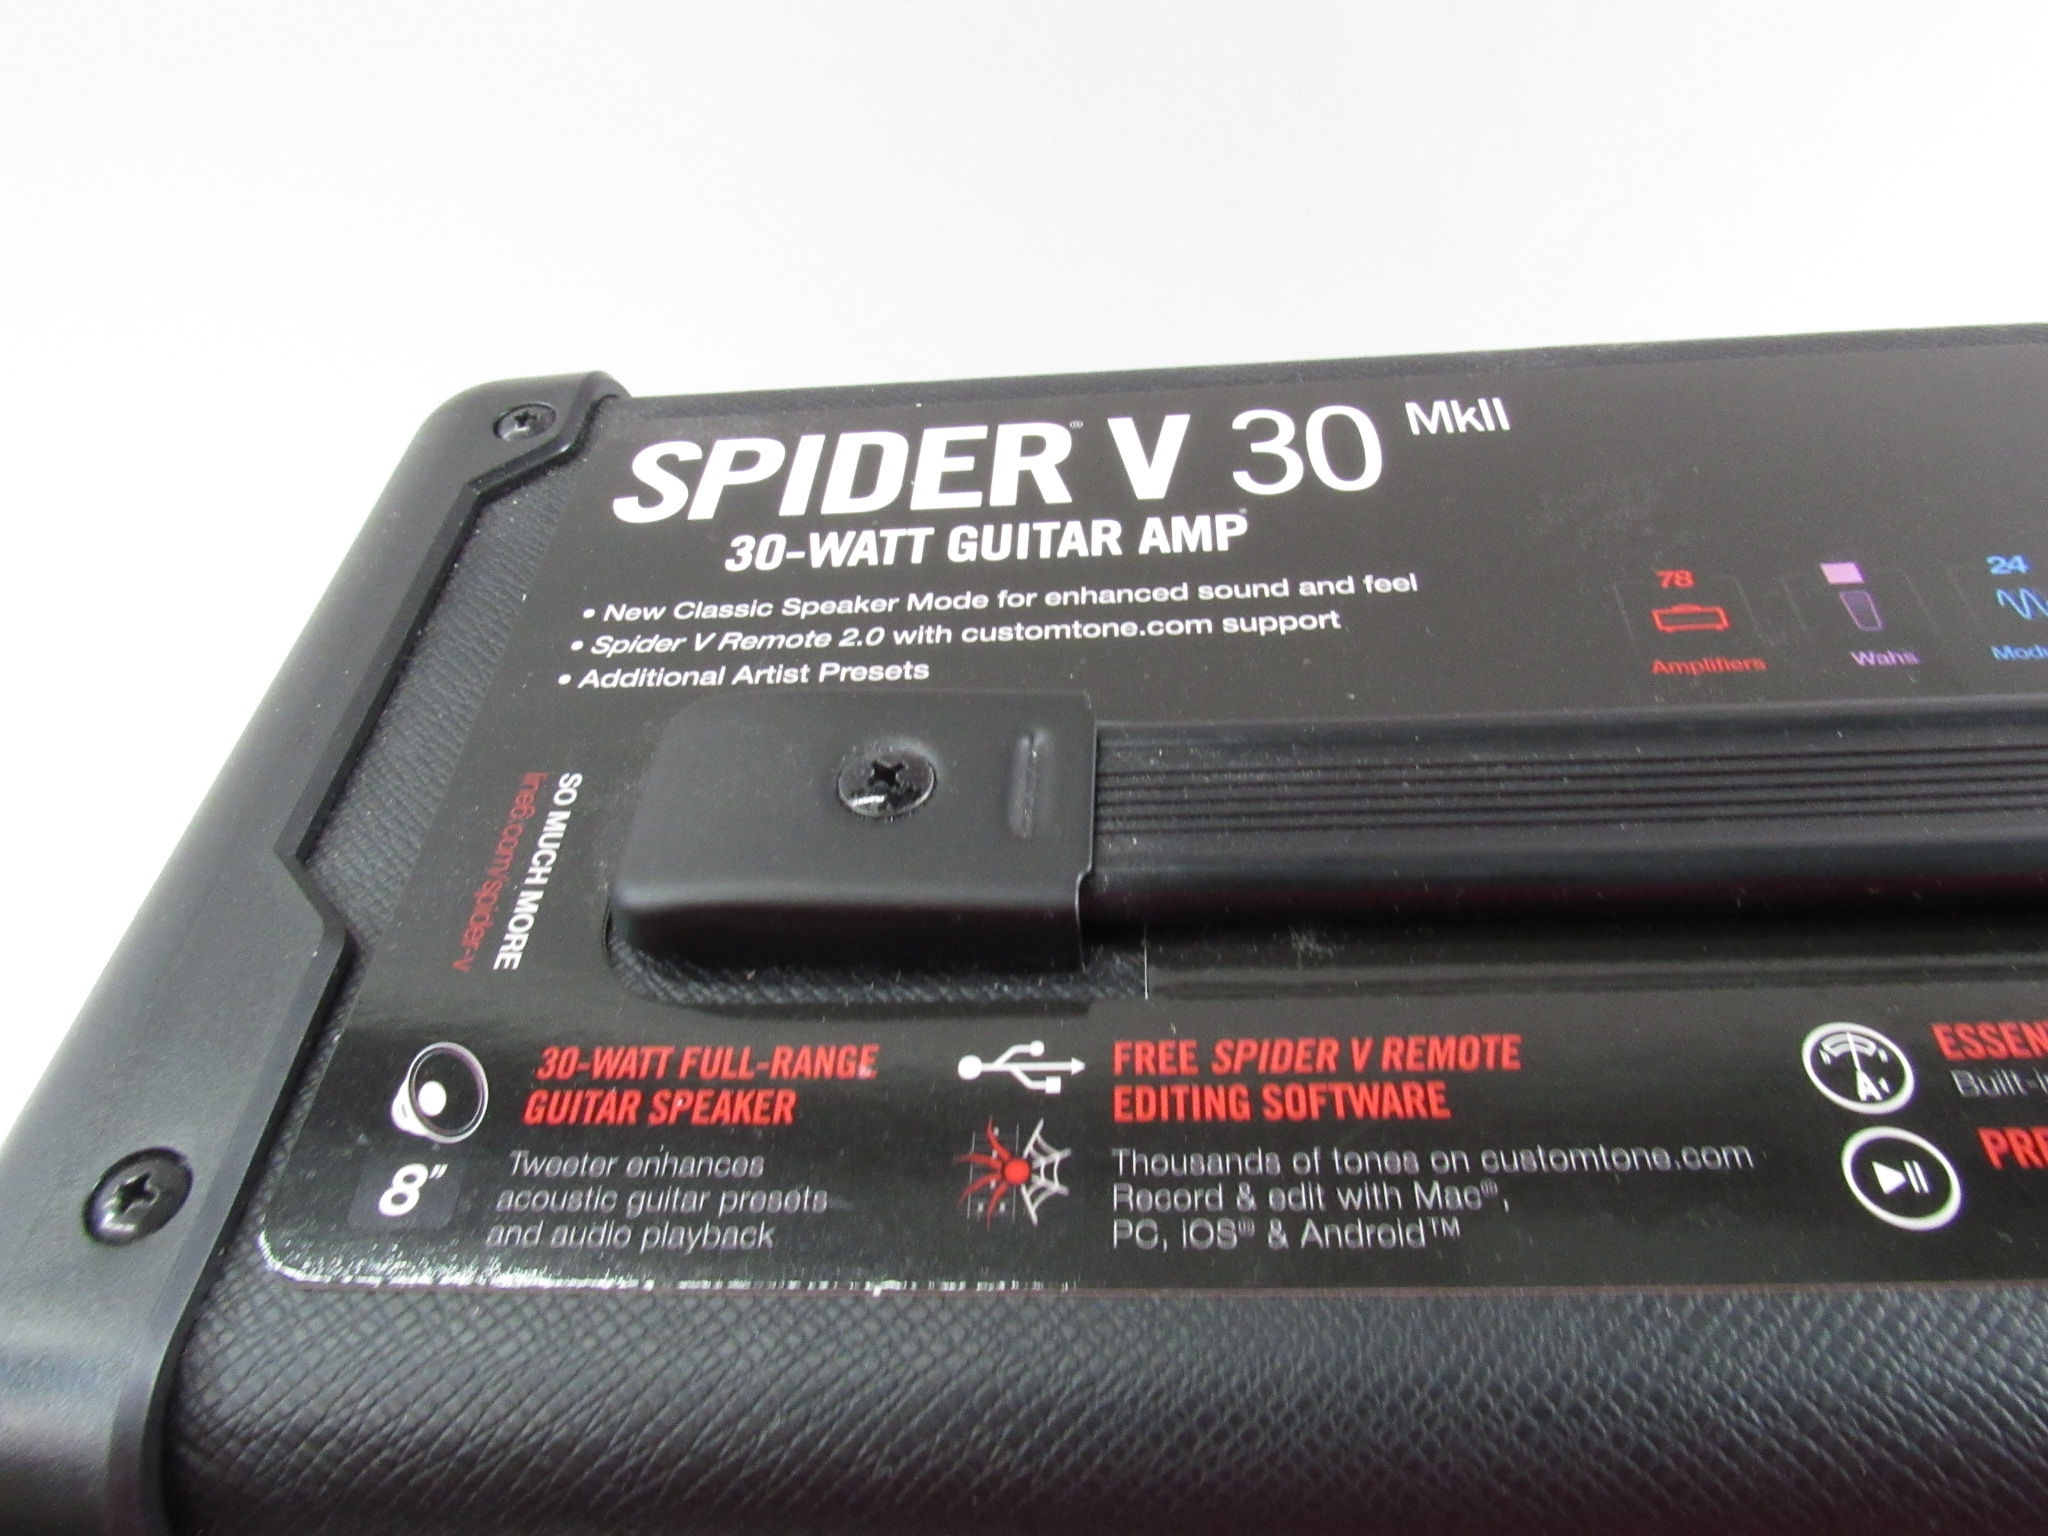 SPIDER® V 30 MkII
30-WATT GUITAR AMP
• New Classic Speaker Mode for enhanced sound and feel
• Spider V Remote 2.0 with customtone.com support
• Additional Artist Presets
78
Amplifiers
Wahs
24
SO MUCH MORE
line6.com/spider-v
30-WATT FULL-RANGE
GUITAR SPEAKER
8”
Tweeter enhances
acoustic guitar presets
and audio playback
FREE SPIDER V REMOTE
EDITING SOFTWARE
Thousands of tones on customtone.com
Record & edit with Mac®,
PC, iOS® & Android™
A